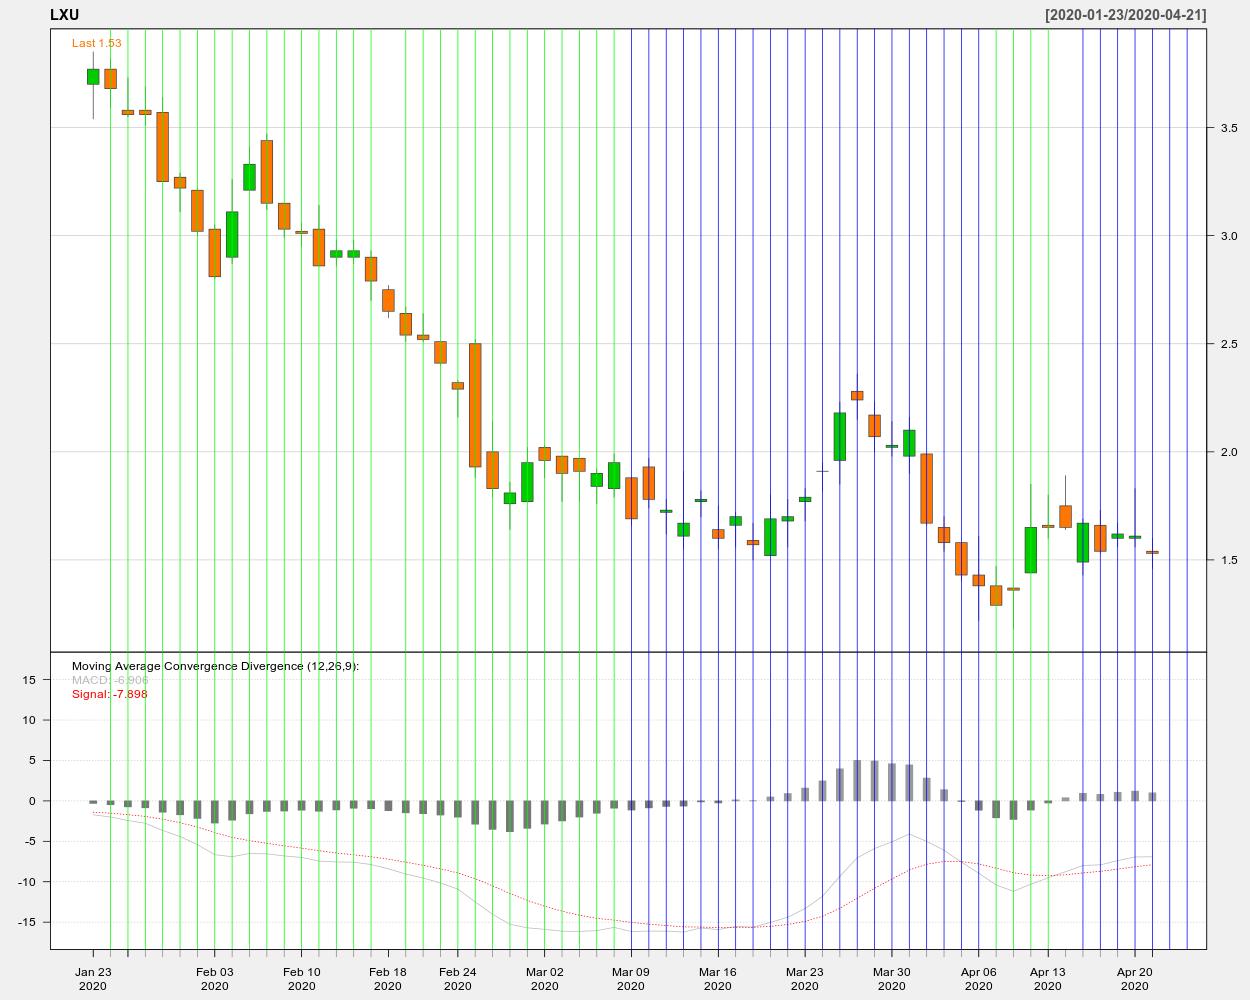 LXU
[2020-01-23/2020-04-21]
Last 1.53
3.5
3.0
2.5
2.0
1.5
Moving Average Convergence Divergence (12,26,9):
MACD: -6.906
Signal: -7.898
15
10
5
0
-5
-10
-15
Jan 23 Feb 03 Feb 10 Feb 18 Feb 24 Mar 02 Mar 09 Mar 16 Mar 23 Mar 30 Apr 06 Apr 13 Apr 20
2020 2020 2020 2020 2020 2020 2020 2020 2020 2020 2020 2020 2020